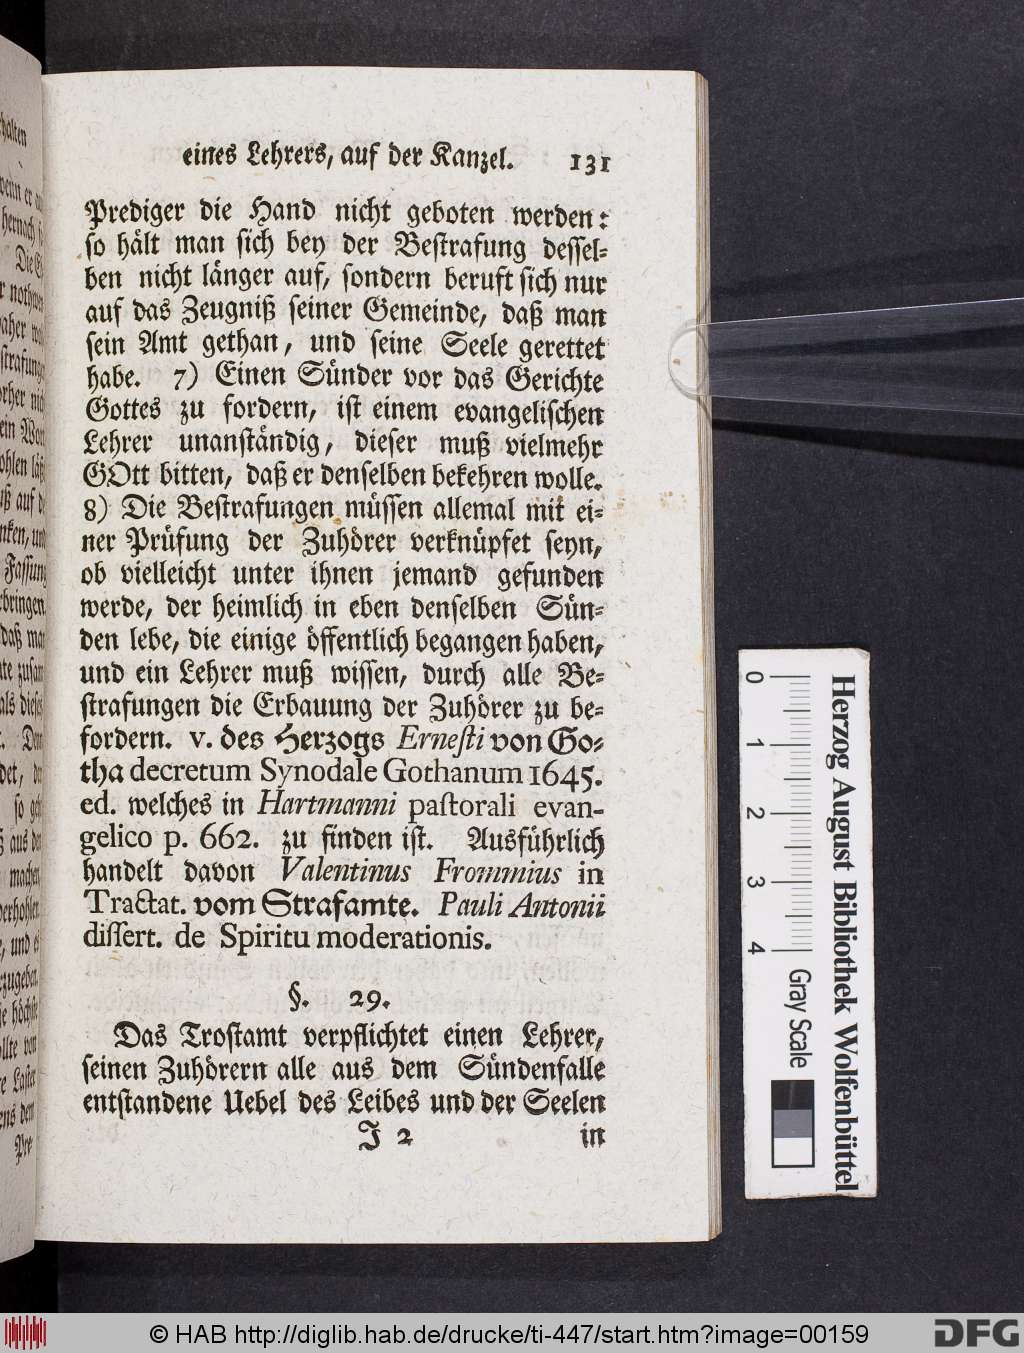 eines Lehrers, auf der Kanzel. 131
Prediger die Hand nicht geboten werden:
so hält man sich bey der Bestrafung dessel-
ben nicht länger auf, sondern beruft sich nur
auf das Zeugniß seiner Gemeinde, daß man
sein Amt gethan, und seine Seele gerettet
habe. 7) Einen Sünder vor das Gerichte
Gottes zu fordern, ist einem evangelischen
Lehrer unanständig, dieser muß vielmehr
GOtt bitten, daß er denselben bekehren wolle.
8) Die Bestrafungen müssen allemal mit ei-
ner Prüfung der Zuhörer verknüpfet seyn,
ob vielleicht unter ihnen jemand gefunden
werde, der heimlich in eben denselben Sün-
den lebe, die einige öffentlich begangen haben,
und ein Lehrer muß wissen, durch alle Be-
strafungen die Erbauung der Zuhörer zu be-
fordern. v. des Herzogs Ernesti von Go-
tha decretum Synodale Gothanum 1645.
ed. welches in Hartmanni pastorali evan-
gelico p. 662. zu finden ist. Ausführlich
handelt davon Valentinus Frommius in
Tractat. vom Strafamte. Pauli Antonii
dissert. de Spiritu moderationis.
§. 29.
Das Trostamt verpflichtet einen Lehrer,
seinen Zuhörern alle aus dem Sündenfalle
entstandene Uebel des Leibes und der Seelen
J 2 in
0 1 2 3 4
Gray Scale
Herzog August Bibliothek Wolfenbüttel
© HAB http://diglib.hab.de/drucke/ti-447/start.htm?image=00159
DFG